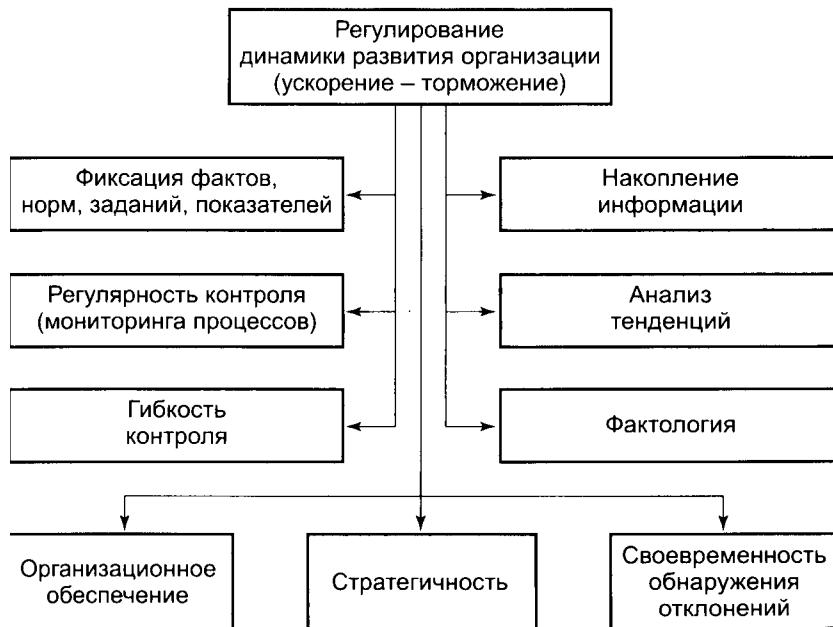 Регулирование
динамики развития организации
(ускорение – торможение)
Фиксация фактов,
норм, заданий, показателей
Накопление
информации
Регулярность контроля
(мониторинга процессов)
Анализ
тенденций
Гибкость
контроля
Фактология
Организационное
обеспечение
Стратегичность
Своевременность
обнаружения
отклонений